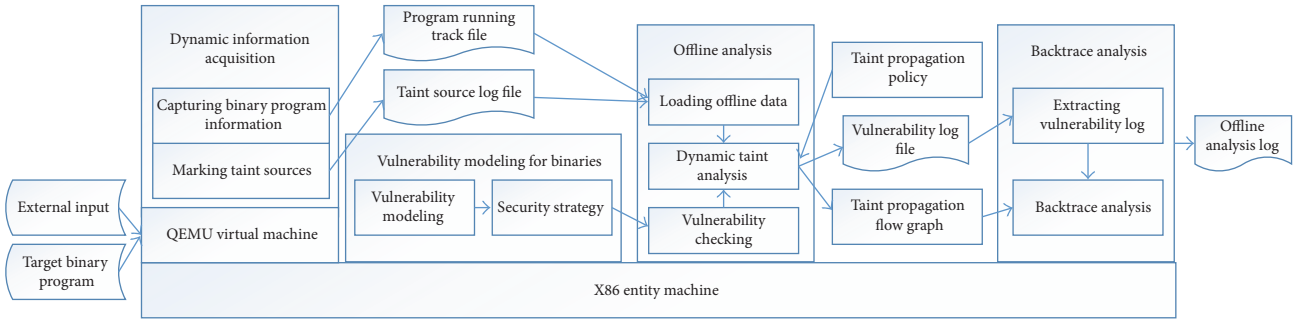 External input
Target binary
program
Dynamic information
acquisition
Capturing binary program
information
Marking taint sources
QEMU virtual machine
Program running
track file
Taint source log file
Vulnerability modeling for binaries
Vulnerability
modeling
Security strategy
Offline analysis
Loading offline data
Dynamic taint
analysis
Vulnerability
checking
Taint propagation
policy
Vulnerability log
file
Taint propagation
flow graph
Backtrace analysis
Extracting
vulnerability log
Backtrace analysis
Offline
analysis log
X86 entity machine